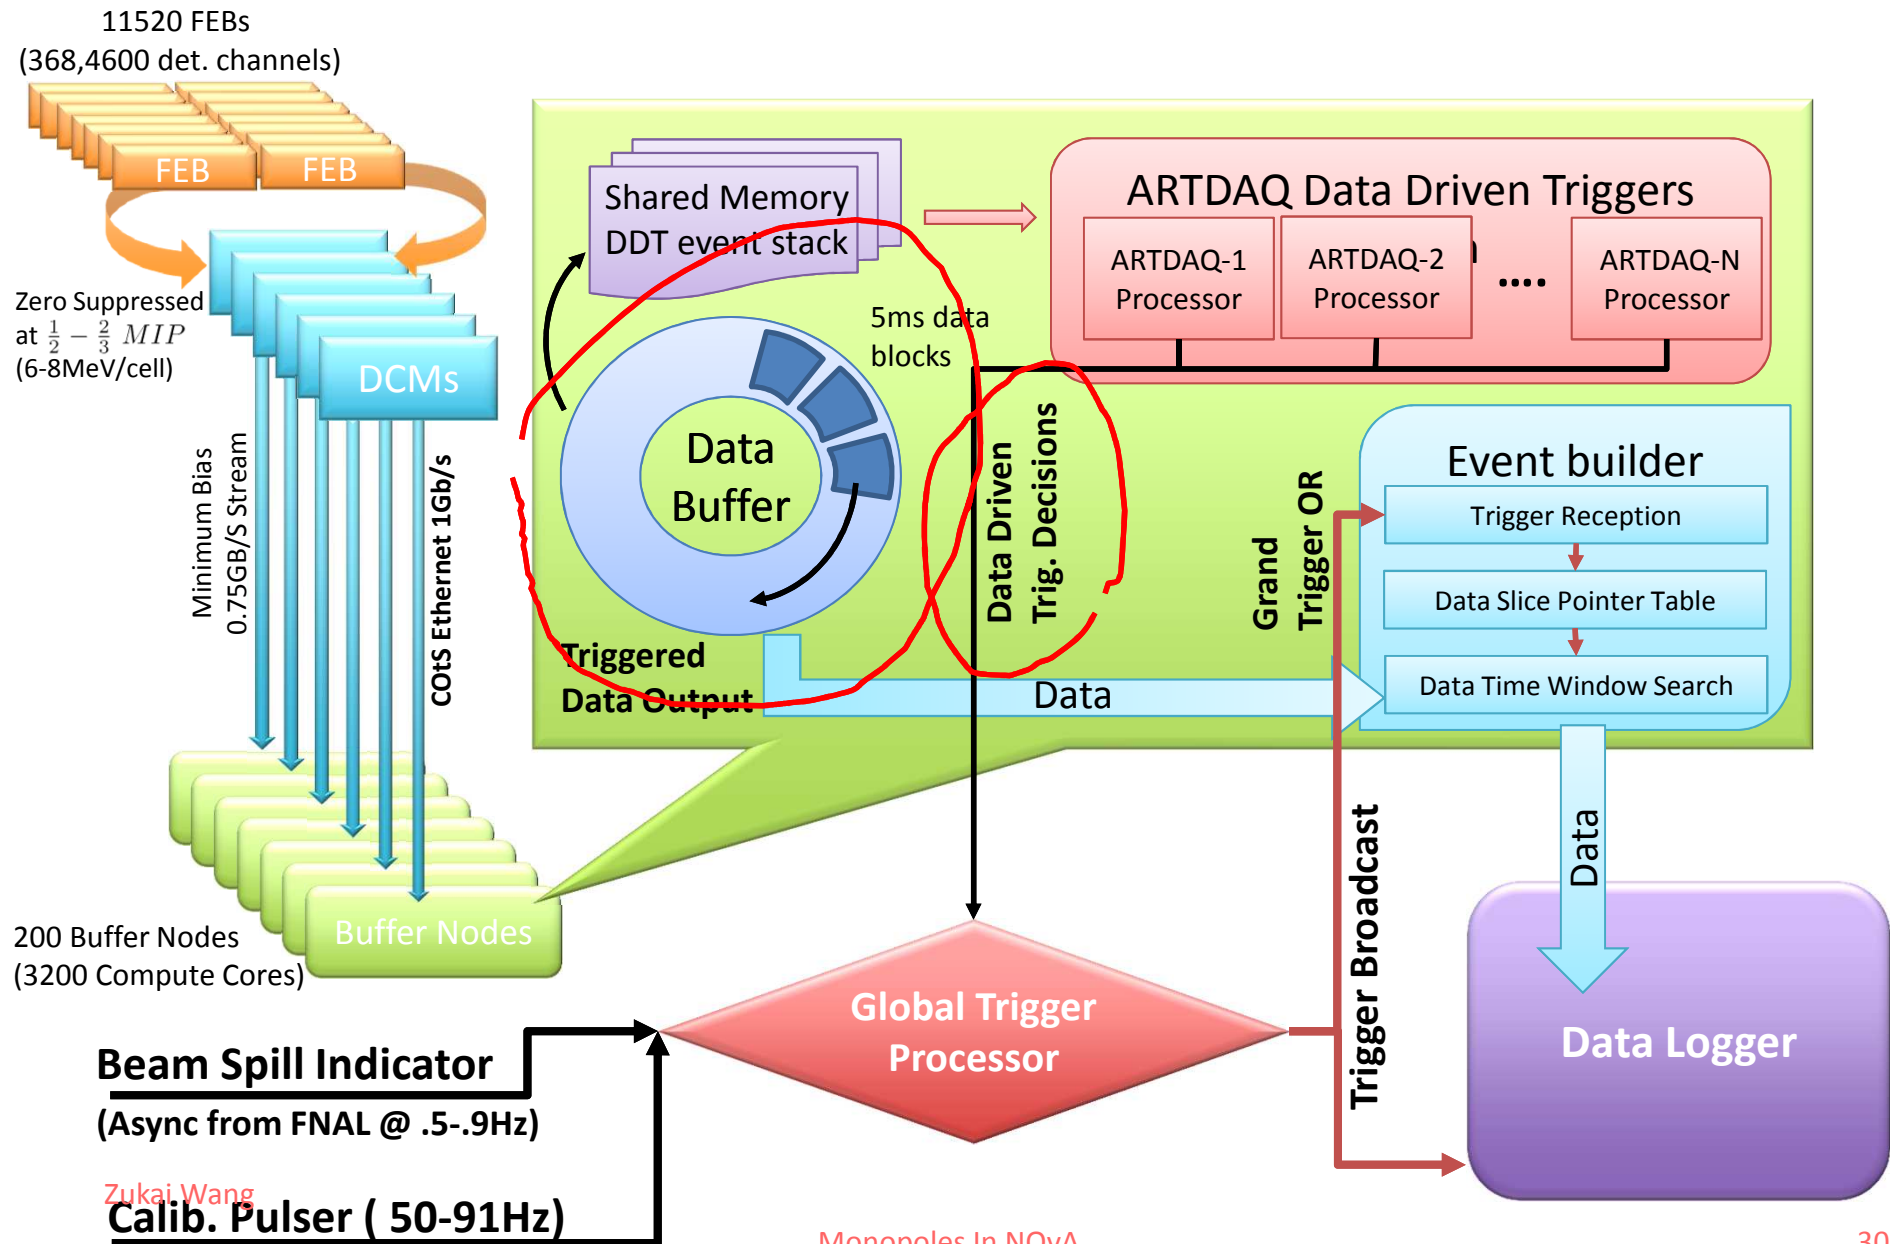 11520 FEBs
(368,4600 det. channels)
FEB
FEB
Zero Suppressed
at 1/2 − 2/3 MIP
(6-8MeV/cell)
DCMs
Minimum Bias
0.75GB/S Stream
COtS Ethernet 1Gb/s
200 Buffer Nodes
(3200 Compute Cores)
Buffer Nodes
Shared Memory
DDT event stack
5ms data
blocks
Data
Buffer
Triggered
Data Output
Data
ARTDAQ Data Driven Triggers
ARTDAQ-1
Processor
ARTDAQ-2
Processor
....
ARTDAQ-N
Processor
Data Driven
Trig. Decisions
Grand
Trigger OR
Event builder
Trigger Reception
Data Slice Pointer Table
Data Time Window Search
Data
Trigger Broadcast
Global Trigger
Processor
Data Logger
Beam Spill Indicator
(Async from FNAL @ .5-.9Hz)
Zukai Wang
Calib. Pulser ( 50-91Hz)
Monopoles In NOvA
30